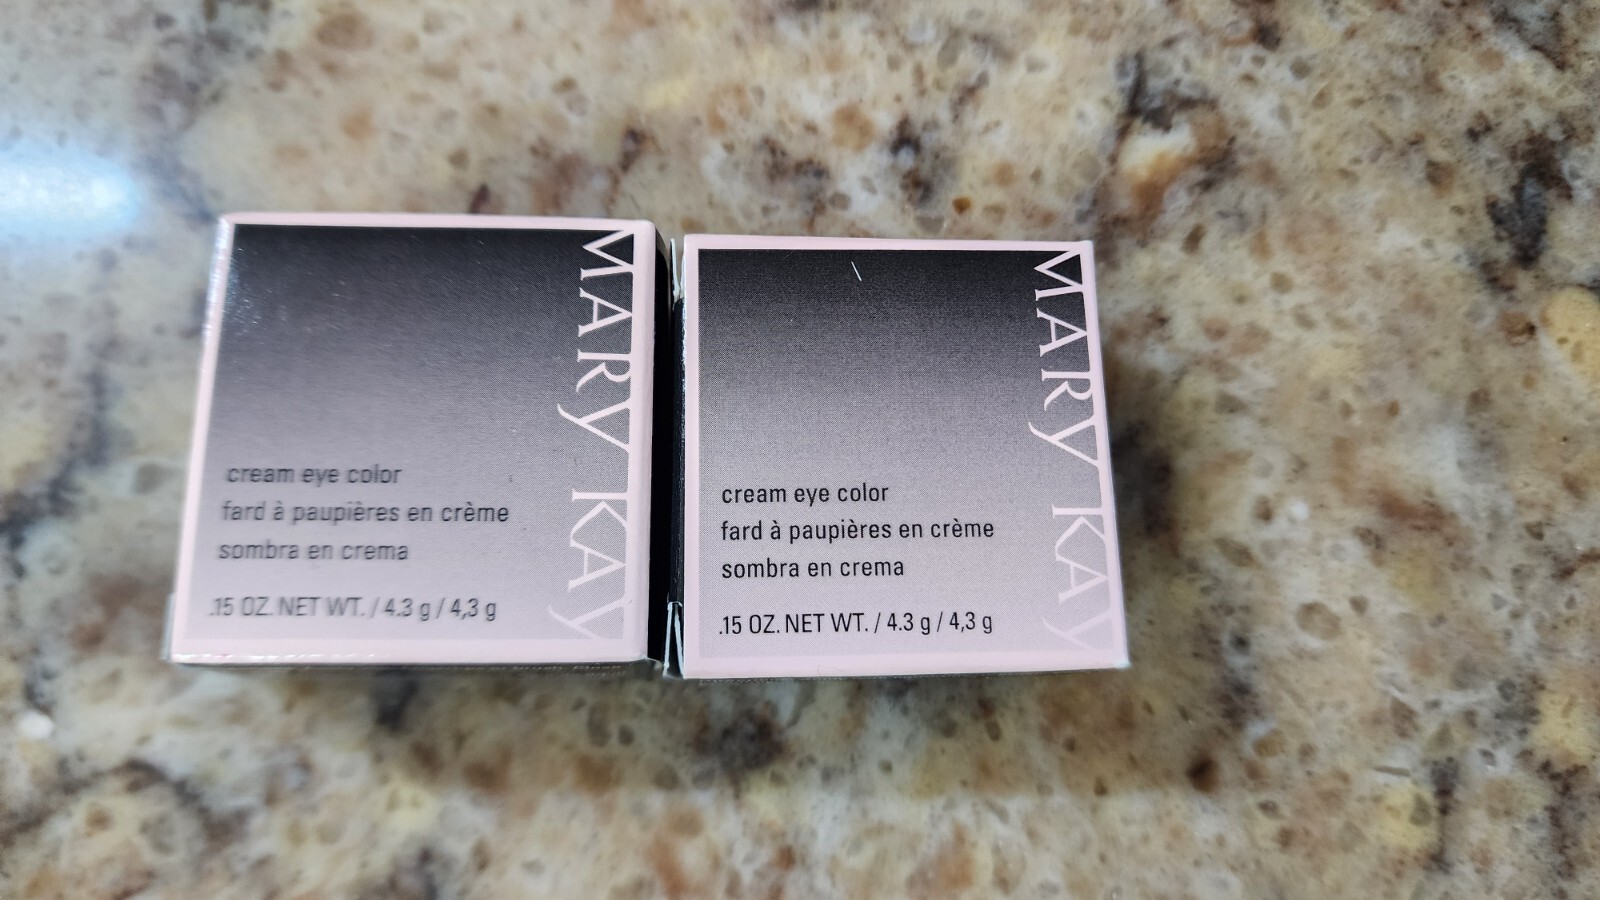 MARY KAY
cream eye color
fard à paupières en crème
sombra en crema
.15 OZ. NET WT. / 4.3 g / 4,3 g
MARY KAY
cream eye color
fard à paupières en crème
sombra en crema
.15 OZ. NET WT. / 4.3 g / 4,3 g